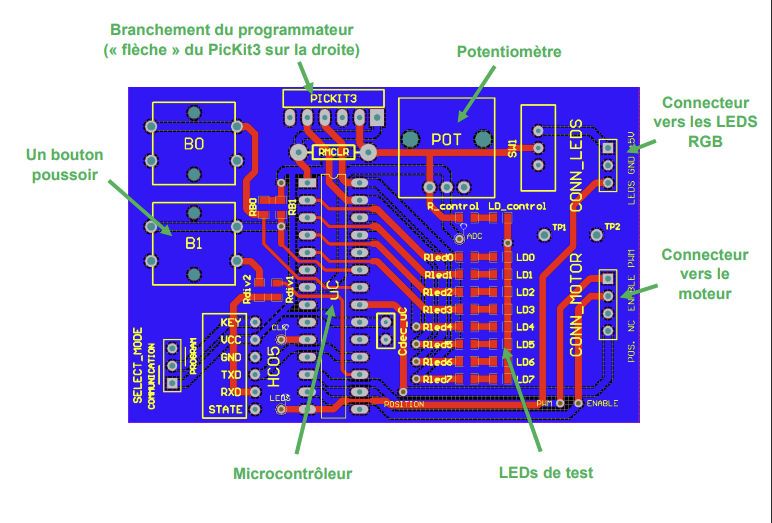 Branchement du programmateur
(« flèche » du PicKit3 sur la droite)
Potentiomètre
Connecteur
vers les LEDS
RGB
Un bouton
poussoir
Connecteur
vers le
moteur
Microcontrôleur
LEDs de test
PICKIT3
B0
RMCLR
POT
SW1
CONN_LEDS
LEDS GND
B1
RB0
RB1
R_control LD_control
ADC
TP1
TP2
Rled0 LD0
Rled1 LD1
Rled2 LD2
Rled3 LD3
Rled4 LD4
Rled5 LD5
Rled6 LD6
Rled7 LD7
Rdiv2
Rdiv1
uC
Cdec_uC
CONN_MOTOR
POS. NC ENABLE PWM
SELECT_MODE
COMMUNICATION
PROGRAM
KEY
VCC
GND
TXD
RXD
STATE
HC05
LEDS
POSITION
PWM
ENABLE